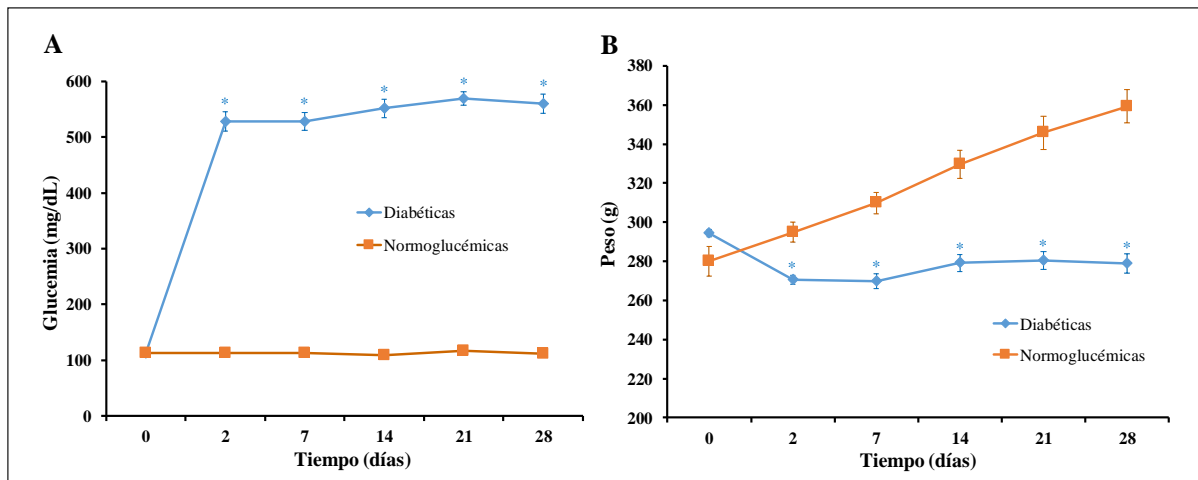 A
Glucemia (mg/dL)
600
500
400
300
200
100
0
* * * * *
Diabéticas
Normoglucémicas
0 2 7 14 21 28
Tiempo (días)
B
Peso (g)
380
360
340
320
300
280
260
240
220
200
* * * * *
Diabéticas
Normoglucémicas
0 2 7 14 21 28
Tiempo (días)